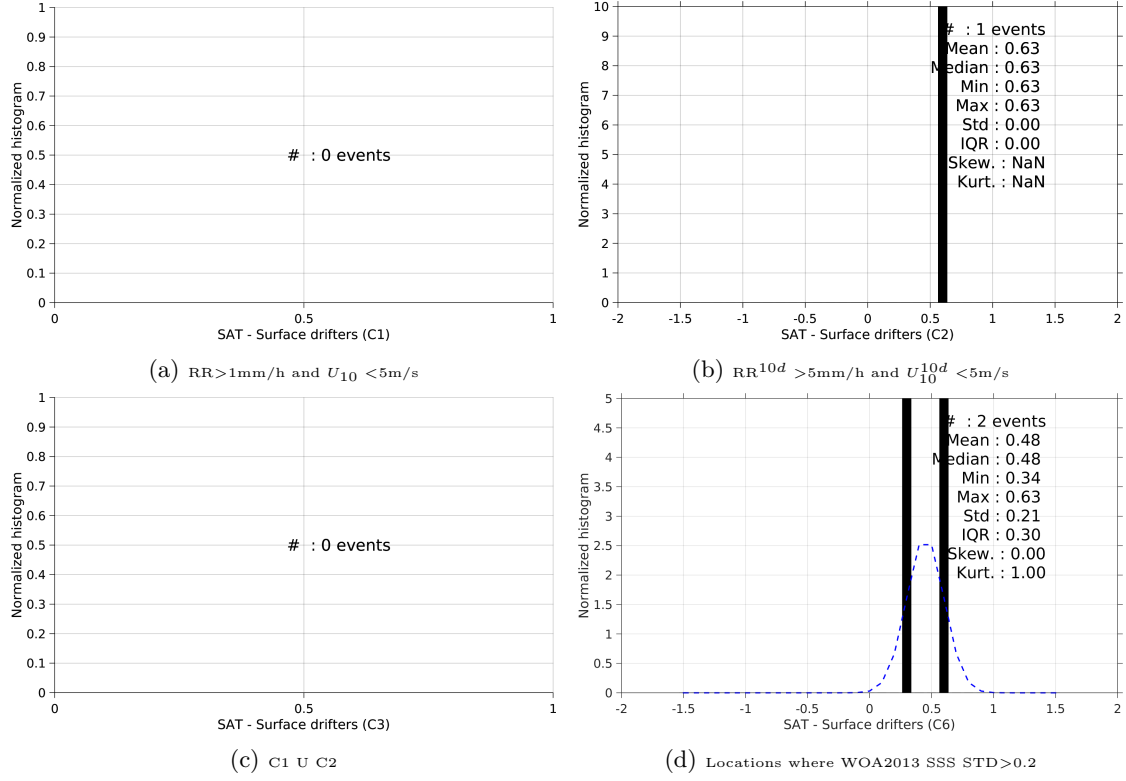 1
0.9
0.8
0.7
0.6
0.5
0.4
0.3
0.2
0.1
0
Normalized histogram
# : 0 events
0 0.5 1
SAT - Surface drifters (C1)
(a) RR>1mm/h and U10 <5m/s
10
9
8
7
6
5
4
3
2
1
0
Normalized histogram
# : 1 events
Mean : 0.63
Median : 0.63
Min : 0.63
Max : 0.63
Std : 0.00
IQR : 0.00
Skew. : NaN
Kurt. : NaN
-2 -1.5 -1 -0.5 0 0.5 1 1.5 2
SAT - Surface drifters (C2)
(b) RR^10d >5mm/h and U10^10d <5m/s
1
0.9
0.8
0.7
0.6
0.5
0.4
0.3
0.2
0.1
0
Normalized histogram
# : 0 events
0 0.5 1
SAT - Surface drifters (C3)
(c) C1 U C2
5
4.5
4
3.5
3
2.5
2
1.5
1
0.5
0
Normalized histogram
# : 2 events
Mean : 0.48
Median : 0.48
Min : 0.34
Max : 0.63
Std : 0.21
IQR : 0.30
Skew. : 0.00
Kurt. : 1.00
-2 -1.5 -1 -0.5 0 0.5 1 1.5 2
SAT - Surface drifters (C6)
(d) Locations where WOA2013 SSS STD>0.2